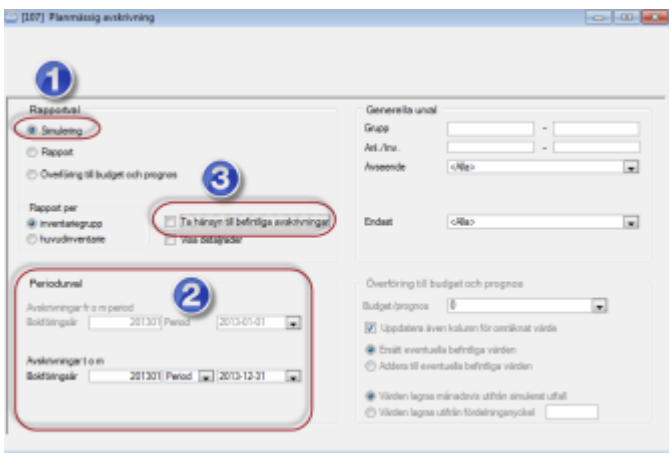 [107] Planmässig avskrivning
1
Rapportval
Simulering
Rapport
Överföring till budget och prognos
3
Rapport per
inventariegrupp
huvudinventarie
Ta hänsyn till befintliga avskrivningar
Visa detaljrader
Generella urval
Grupp -
Anl./Inv. -
Avseende <Alla>
Endast <Alla>
Periodurval
2
Avskrivningar fr o m period
Bokföringsår 201301 Period 2013-01-01
Avskrivningar t o m
Bokföringsår 201301 Period 2013-12-31
Överföring till budget och prognos
Budget/prognos 0
Uppdatera även kolumn för omräknat värde
Ersätt eventuella befintliga värden
Addera till eventuella befintliga värden
Värden lagras månadsvis utifrån simulerat utfall
Värden lagras utifrån fördelningsnyckel